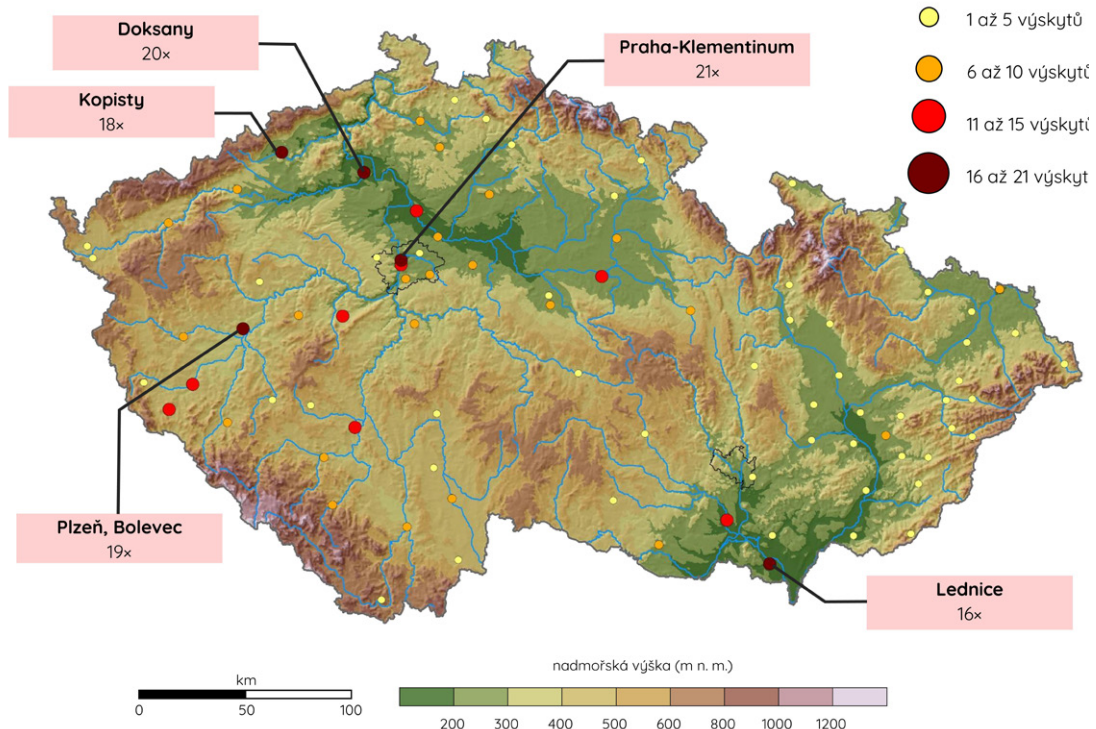 Doksany
20×
Praha-Klementinum
21×
Kopisty
18×
1 až 5 výskytů
6 až 10 výskytů
11 až 15 výskytů
16 až 21 výskyt
Plzeň, Bolevec
19×
Lednice
16×
km
0 50 100
nadmořská výška (m n. m.)
200 300 400 500 600 800 1000 1200